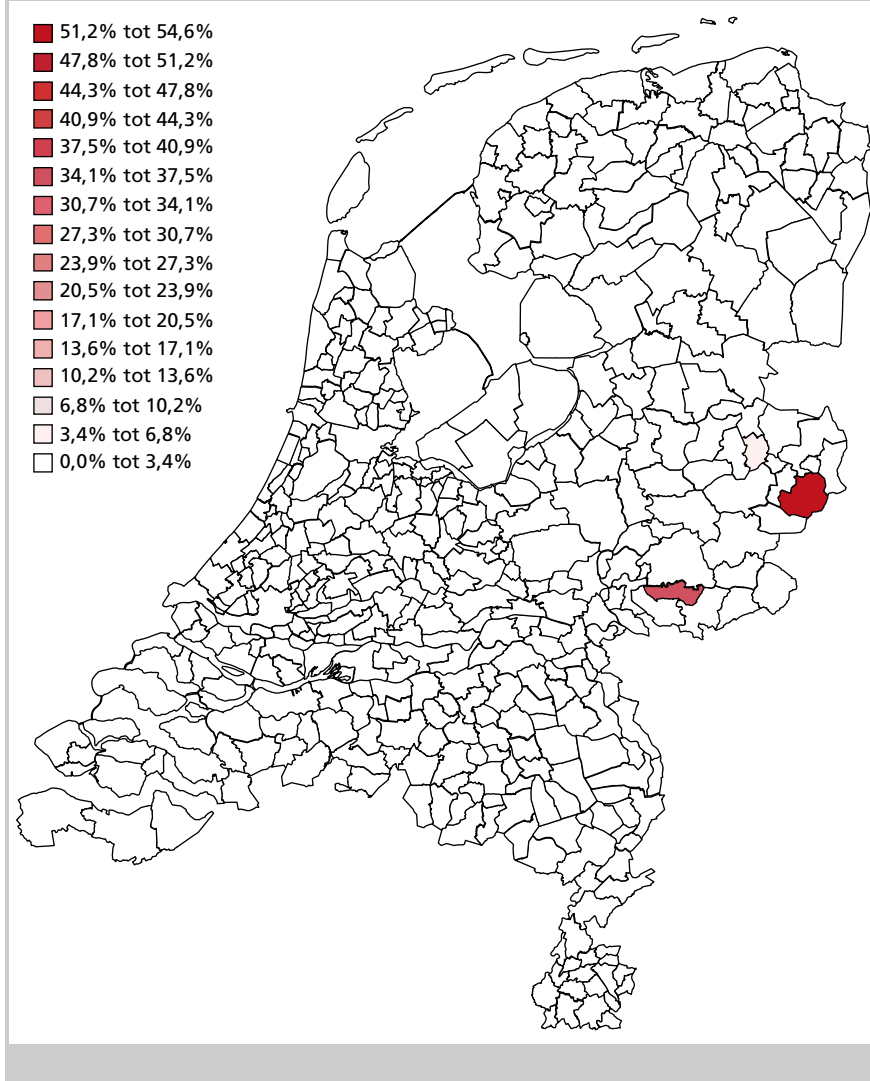 51,2% tot 54,6%
47,8% tot 51,2%
44,3% tot 47,8%
40,9% tot 44,3%
37,5% tot 40,9%
34,1% tot 37,5%
30,7% tot 34,1%
27,3% tot 30,7%
23,9% tot 27,3%
20,5% tot 23,9%
17,1% tot 20,5%
13,6% tot 17,1%
10,2% tot 13,6%
6,8% tot 10,2%
3,4% tot 6,8%
0,0% tot 3,4%